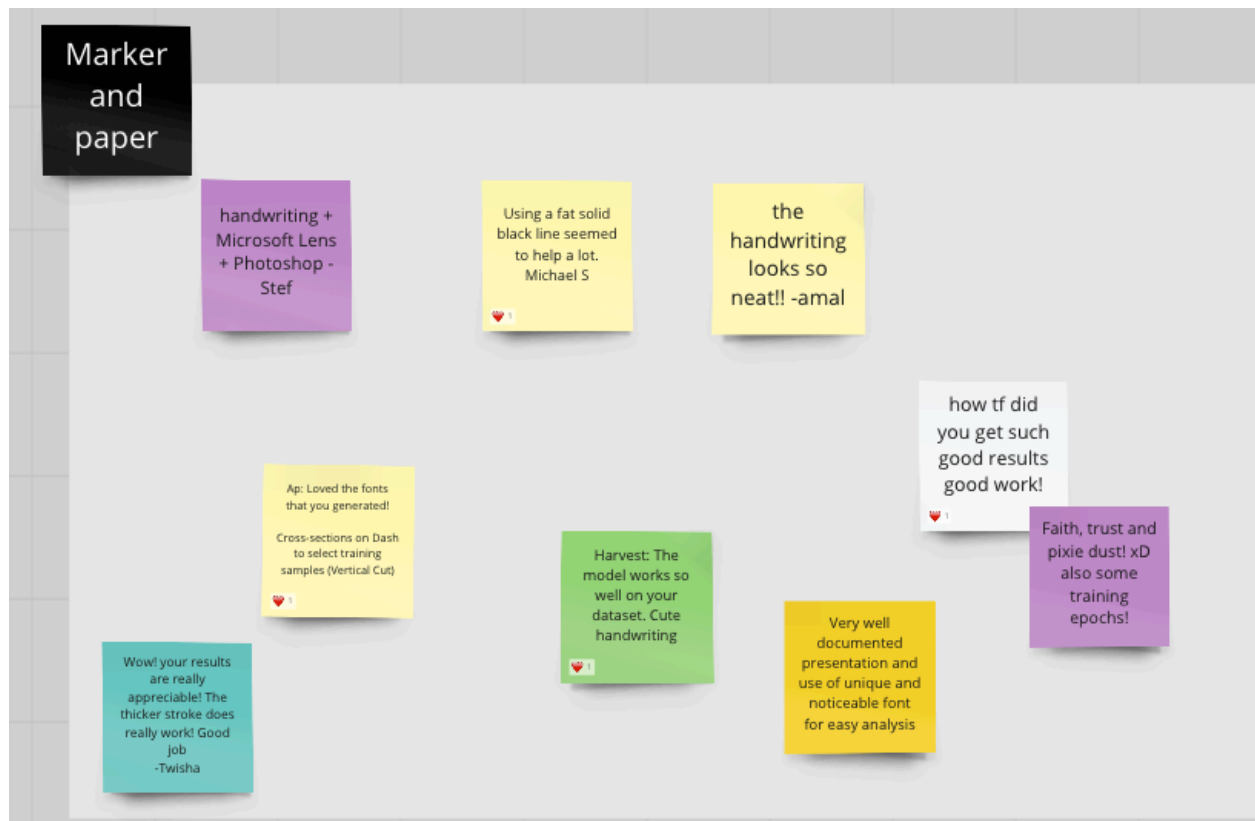 Marker
and
paper
handwriting +
Microsoft Lens
+ Photoshop -
Stef
Using a fat solid
black line seemed
to help a lot.
Michael S
1
the
handwriting
looks so
neat!! -amal
how tf did
you get such
good results
good work!
1
Faith, trust and
pixie dust! xD
also some
training
epochs!
Ap: Loved the fonts
that you generated!
Cross-sections on Dash
to select training
samples (Vertical Cut)
1
Harvest: The
model works so
well on your
dataset. Cute
handwriting
1
Very well
documented
presentation and
use of unique and
noticeable font
for easy analysis
Wow! your results
are really
appreciable! The
thicker stroke does
really work! Good
job
-Twisha